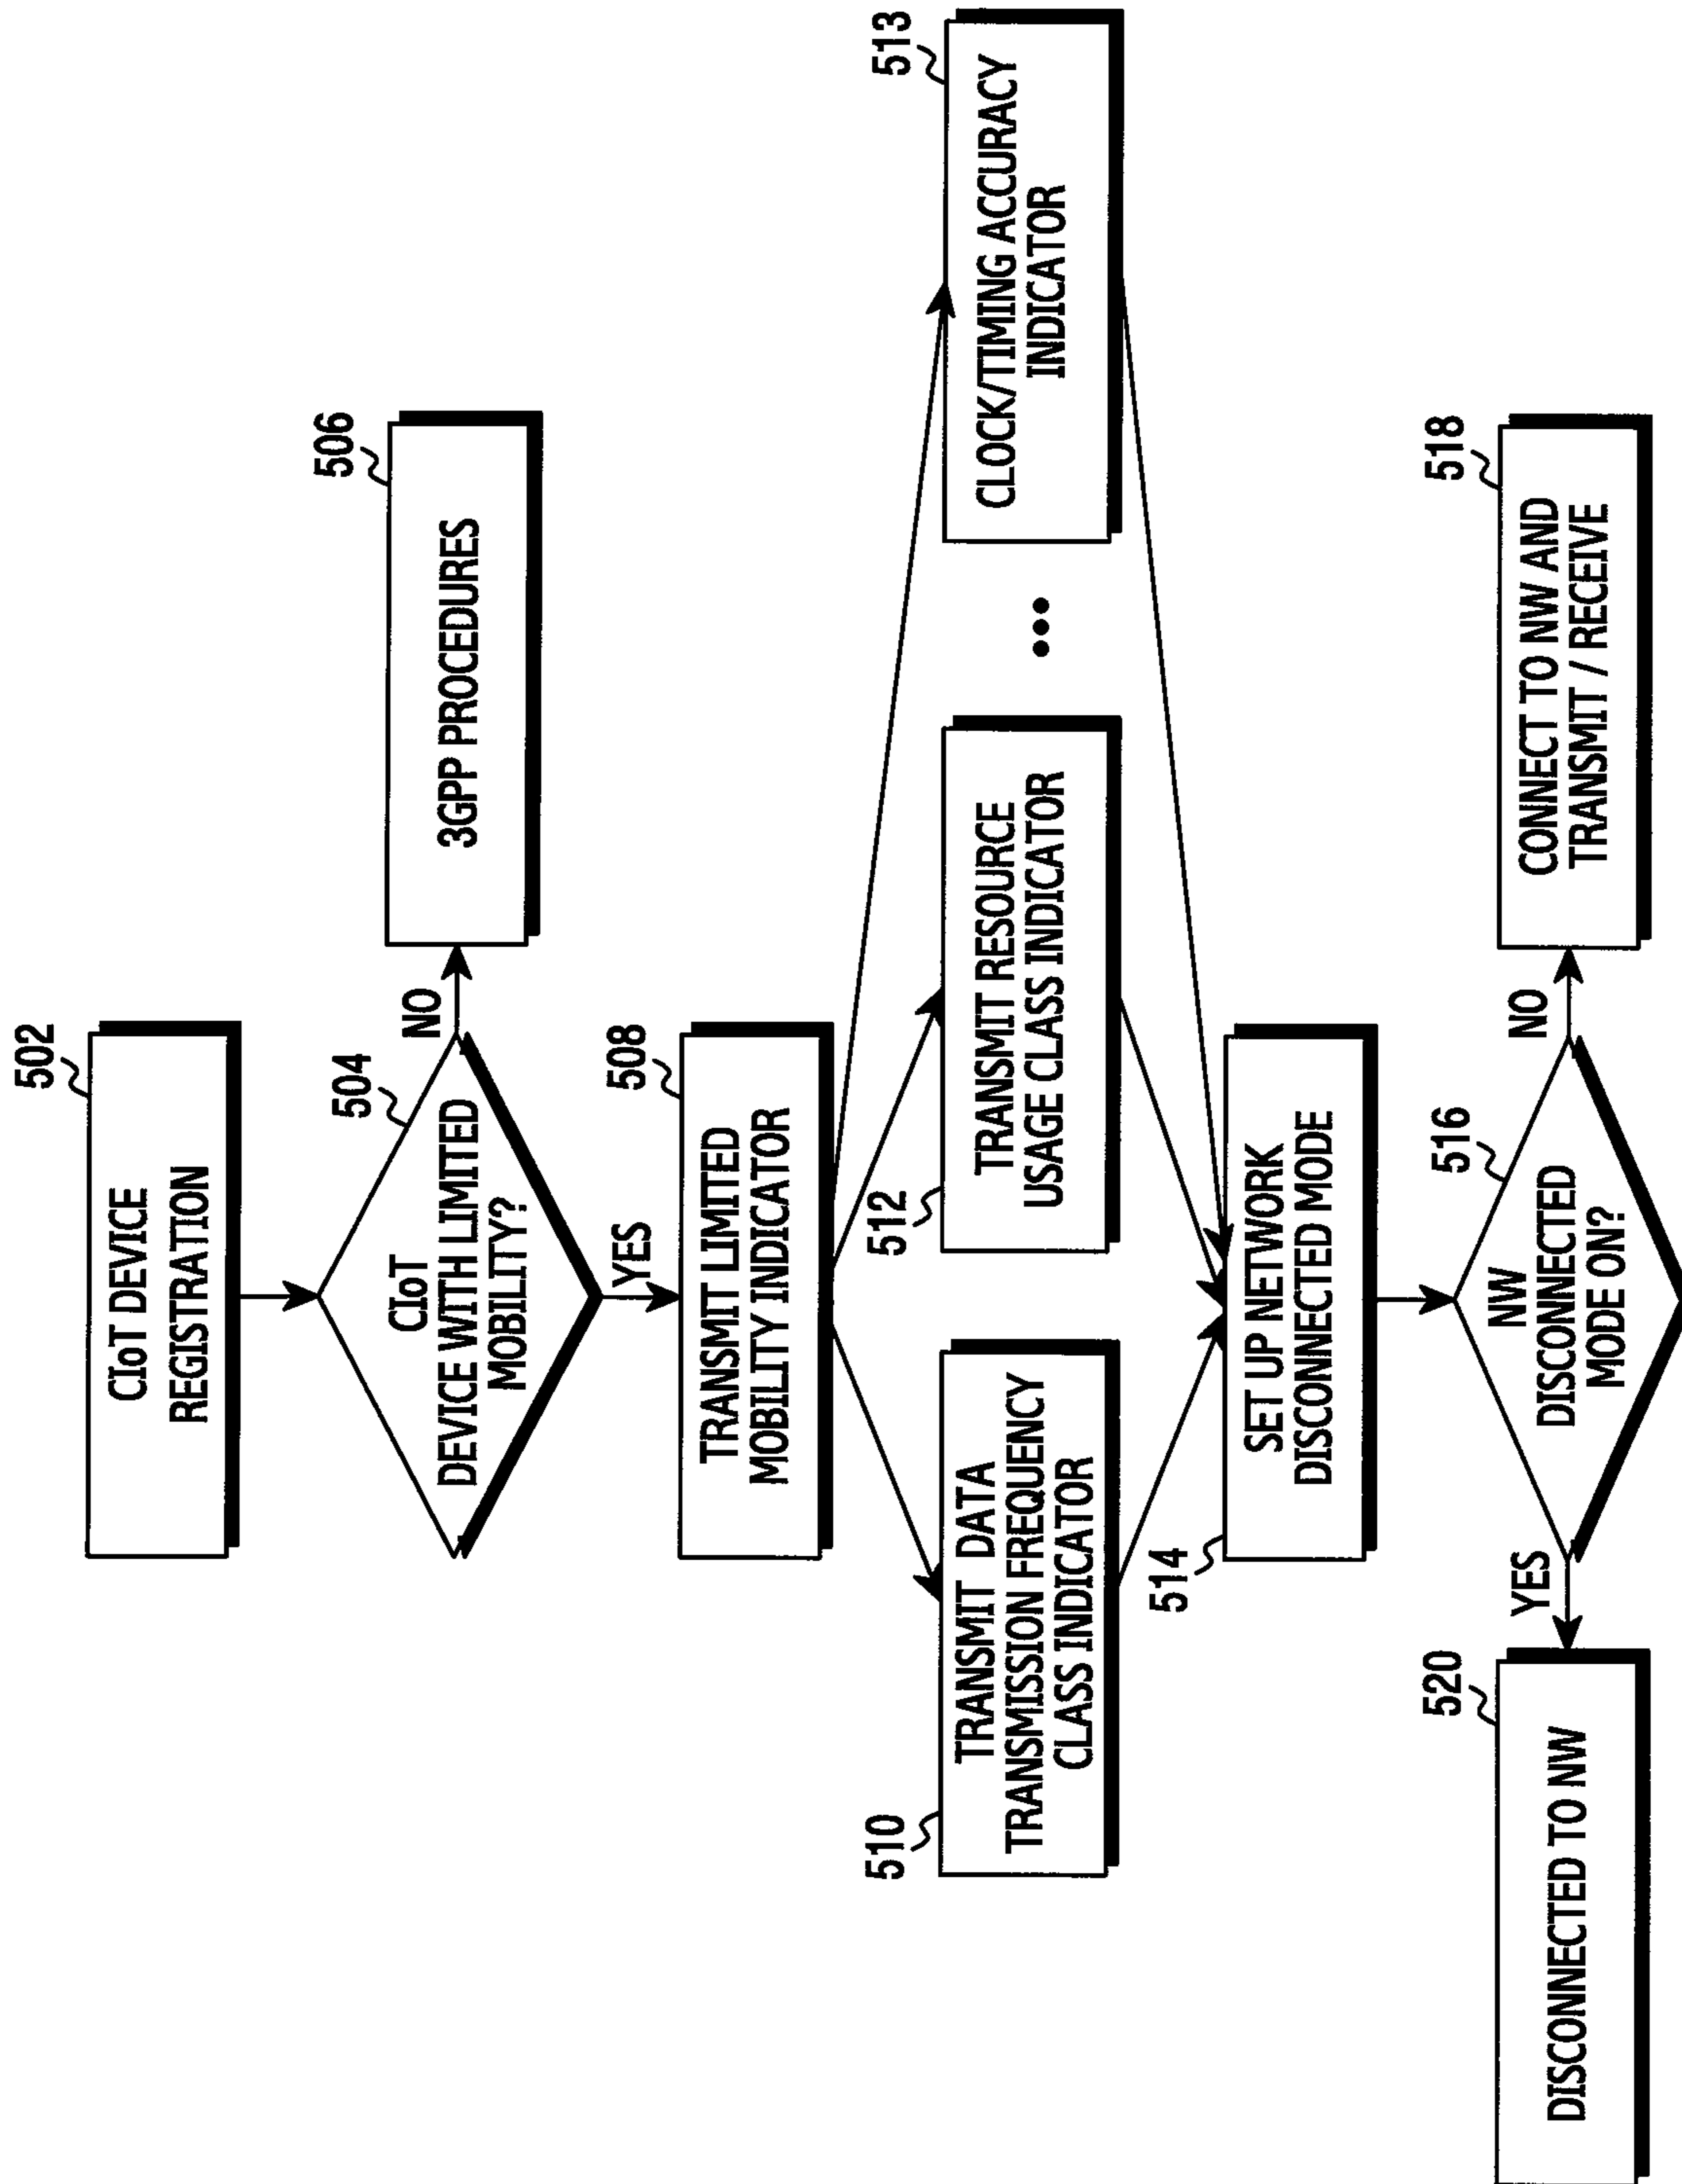 502
CIoT DEVICE
REGISTRATION
504
CIoT
DEVICE WITH LIMITED
MOBILITY?
NO
506
3GPP PROCEDURES
YES
508
TRANSMIT LIMITED
MOBILITY INDICATOR
510
TRANSMIT DATA
TRANSMISSION FREQUENCY
CLASS INDICATOR
512
TRANSMIT RESOURCE
USAGE CLASS INDICATOR
•••
513
CLOCK/TIMING ACCURACY
INDICATOR
514
SET UP NETWORK
DISCONNECTED MODE
516
NW
DISCONNECTED
MODE ON?
NO
518
CONNECT TO NW AND
TRANSMIT / RECEIVE
YES
520
DISCONNECTED TO NW